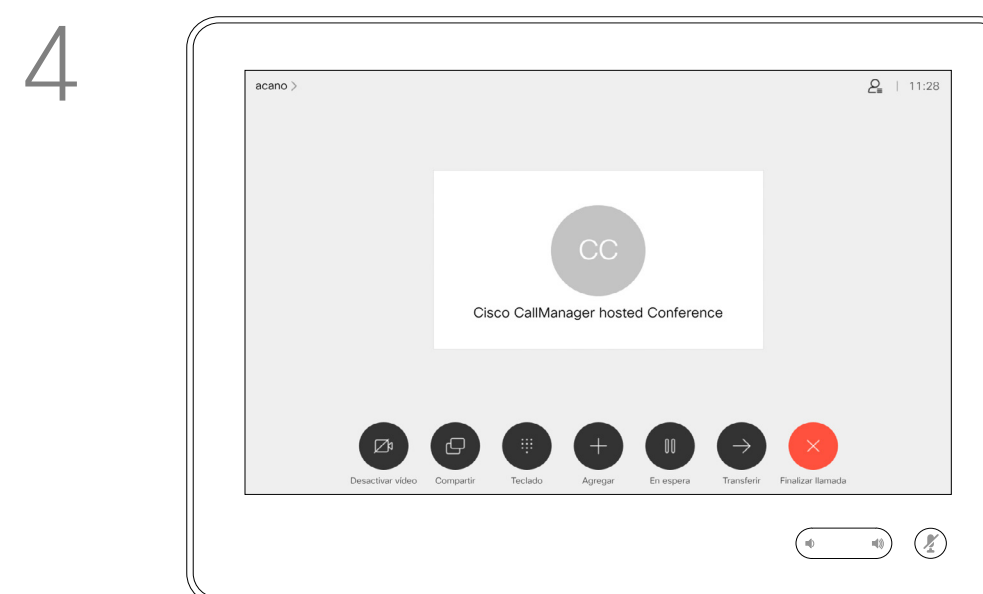 4
acano >
| 11:28
CC
Cisco CallManager hosted Conference
Desactivar vídeo Compartir Teclado Agregar En espera Transferir Finalizar llamada